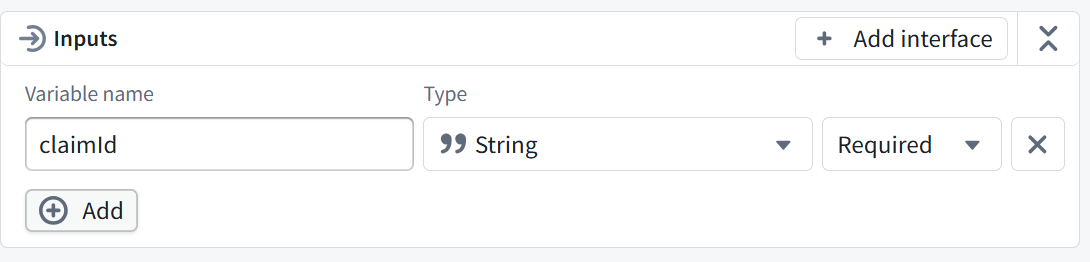 Inputs
Add interface
Variable name Type
claimId String Required
Add